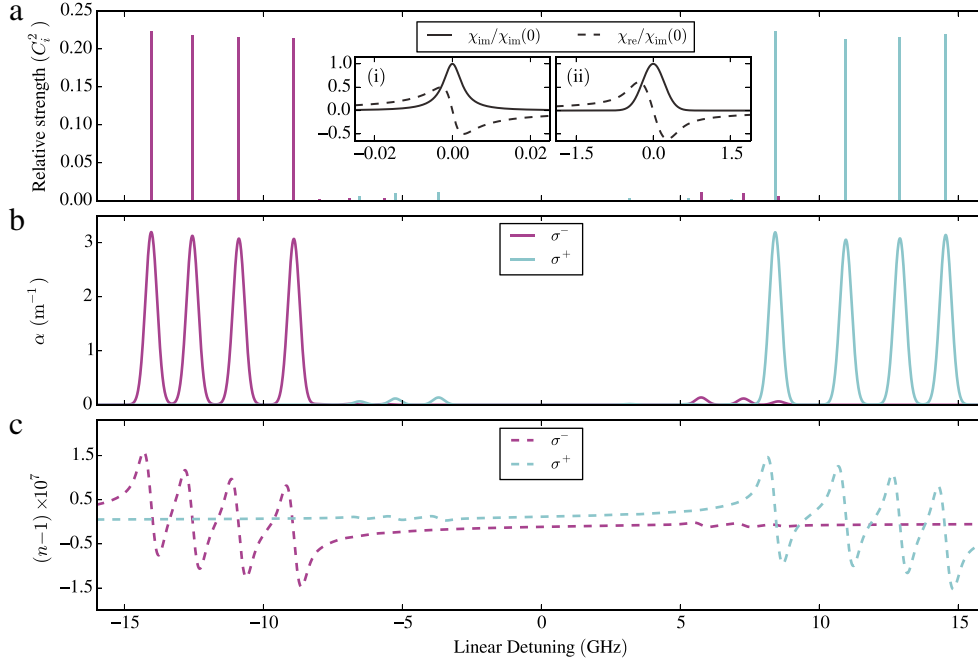 a
Relative strength (C_i^2)
0.25
0.20
0.15
0.10
0.05
0.00
χ_im/χ_im(0)
χ_re/χ_im(0)
(i)
1.0
0.5
0.0
−0.5
−0.02
0.00
0.02
(ii)
−1.5
0.0
1.5
b
α (m^−1)
3
2
1
0
σ^−
σ^+
c
(n−1) ×10^7
1.5
0.5
−0.5
−1.5
σ^−
σ^+
−15
−10
−5
0
5
10
15
Linear Detuning (GHz)